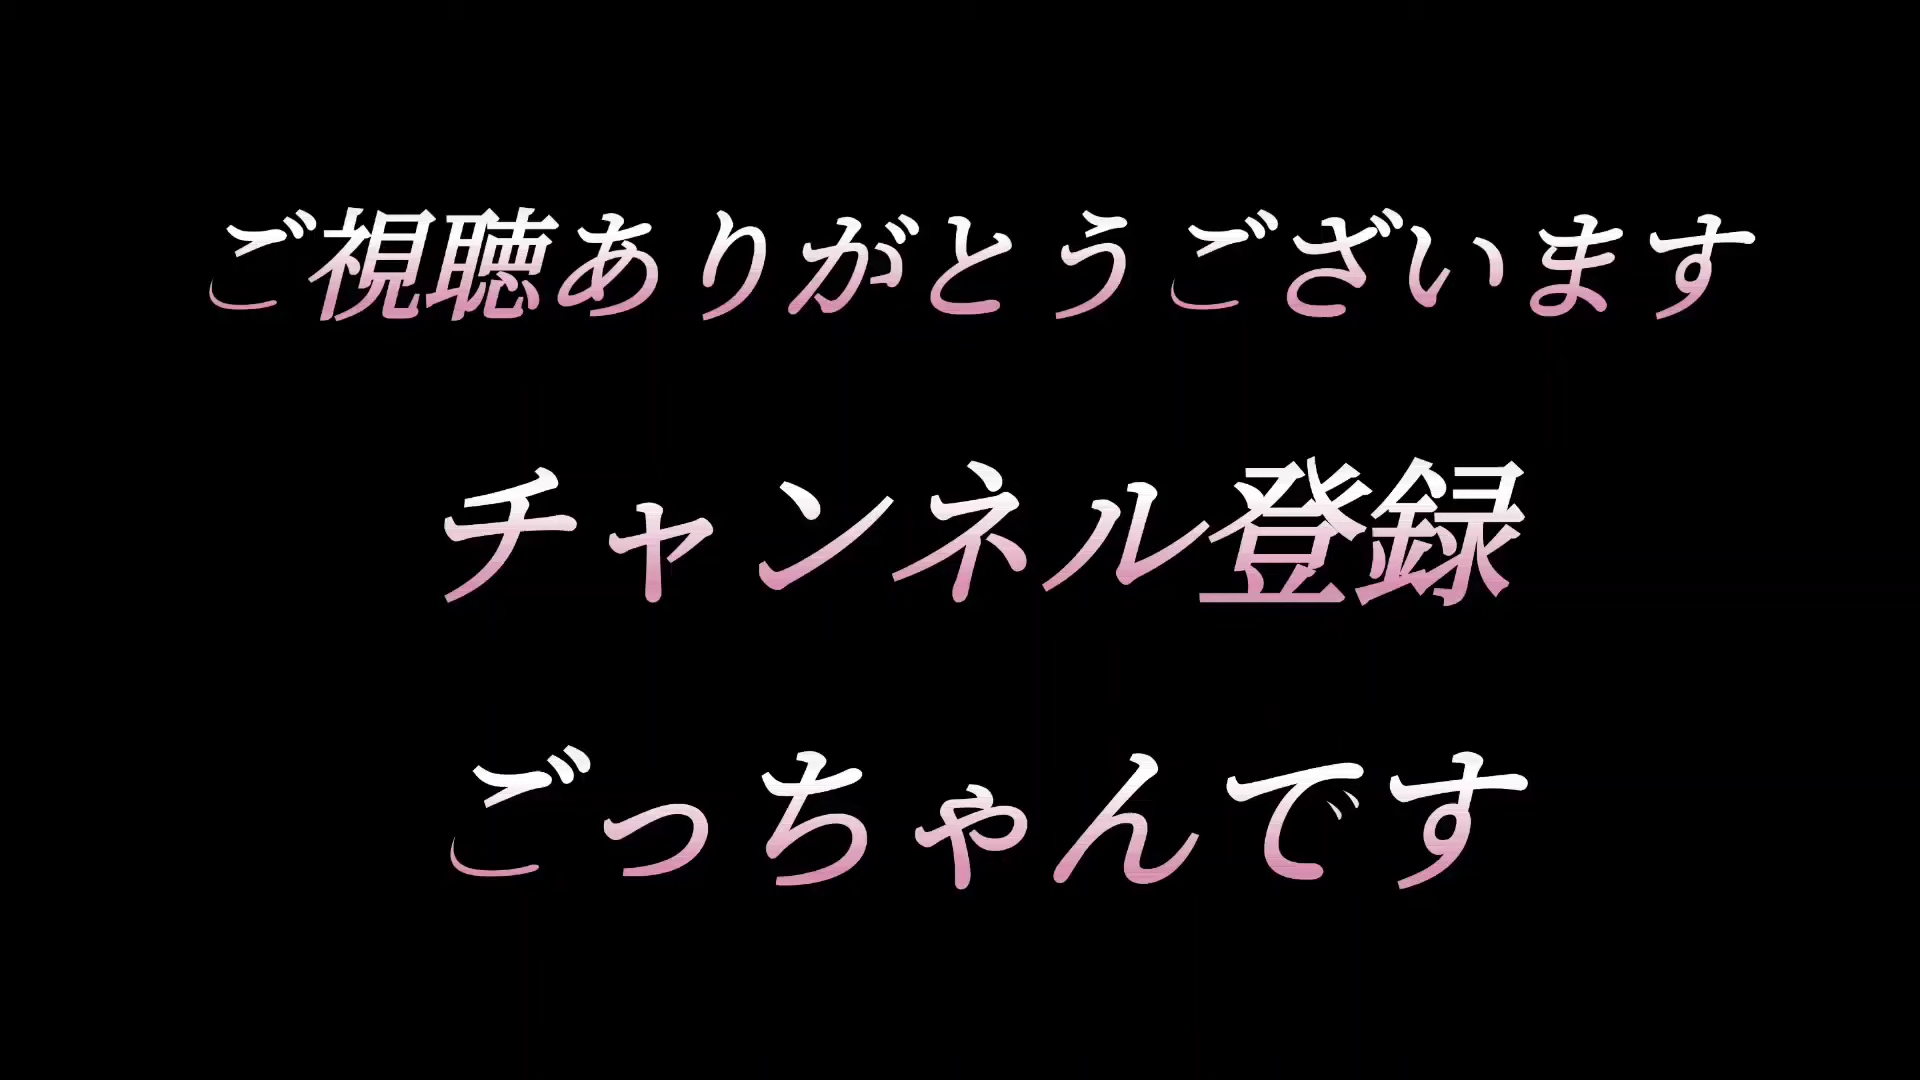 ご視聴ありがとうございます
チャンネル登録
ごっちゃんです